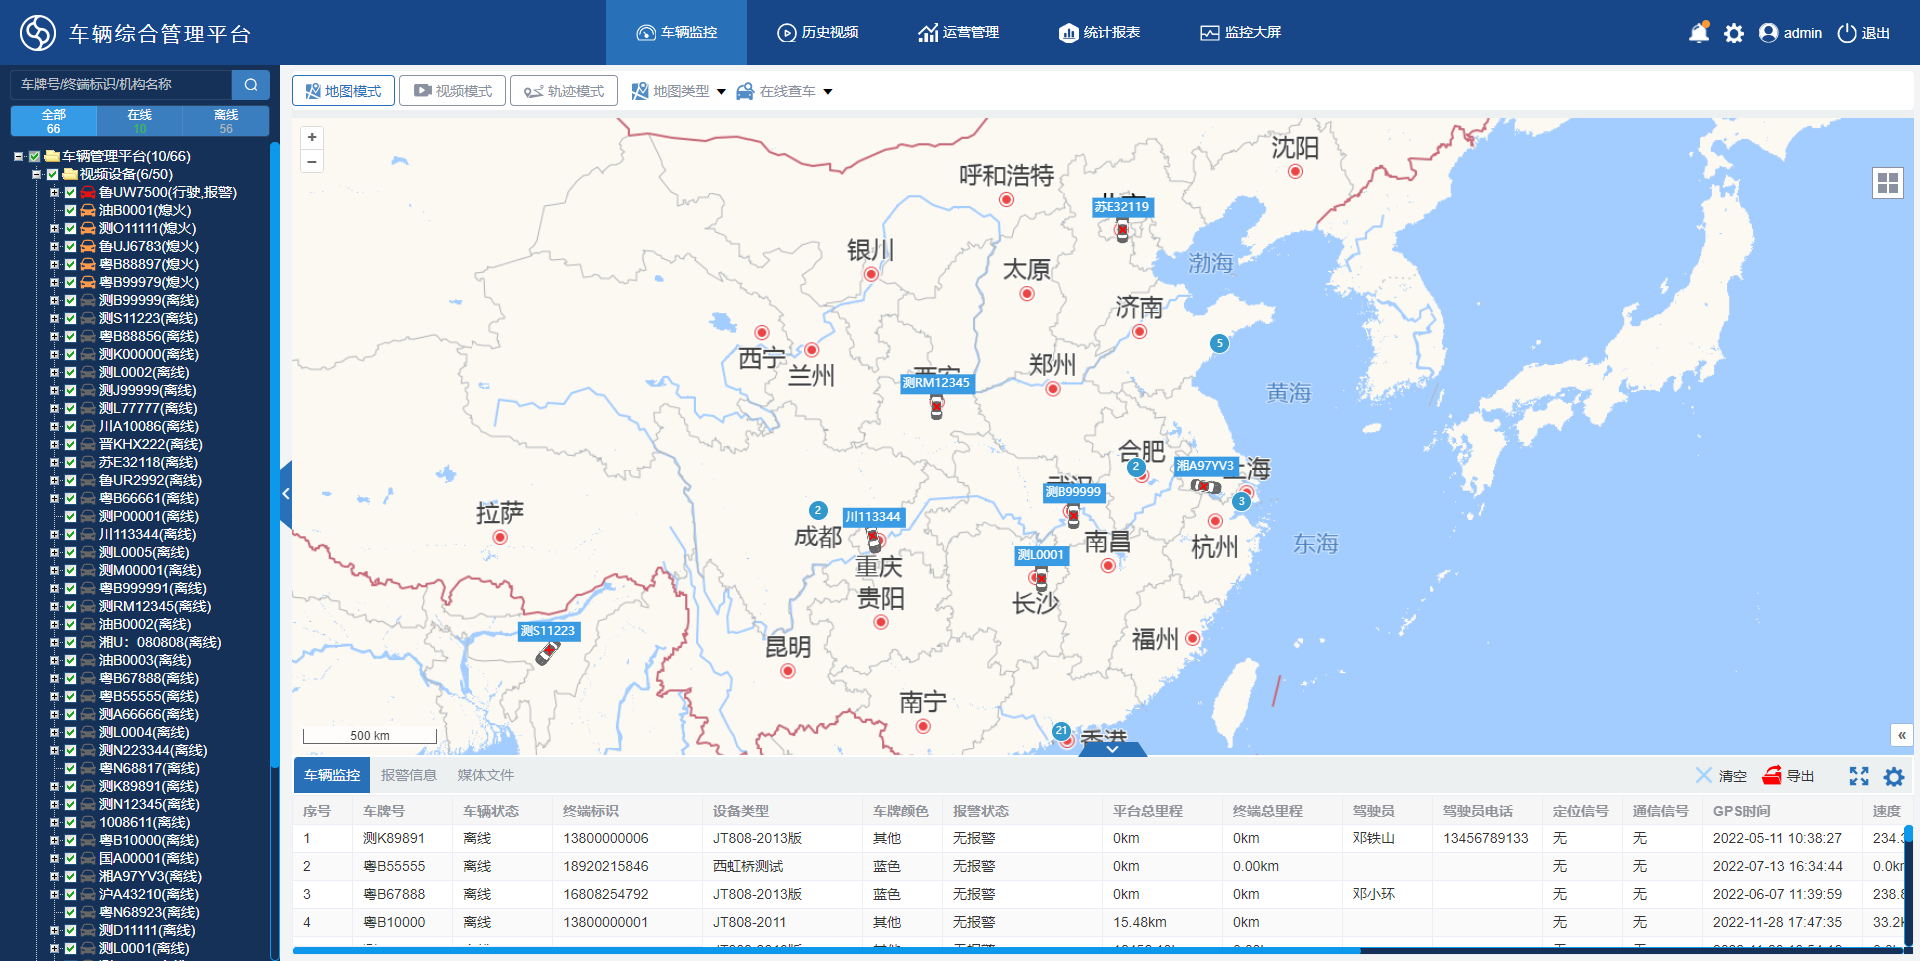 车辆综合管理平台
车辆监控
历史视频
运营管理
统计报表
监控大屏
admin
退出
车牌号/终端标识/机构名称
全部
66
在线
10
离线
56
车辆管理平台(10/66)
视频设备(6/50)
鲁UW7500(行驶,报警)
油B0001(熄火)
测O11111(熄火)
鲁UJ6783(熄火)
粤B88897(熄火)
粤B99979(熄火)
测B99999(离线)
测S11223(离线)
粤B88856(离线)
测K00000(离线)
测L0002(离线)
测J99999(离线)
测L77777(离线)
川A10086(离线)
晋KHX222(离线)
苏E32118(离线)
鲁UR2992(离线)
粤B66661(离线)
测P00001(离线)
川113344(离线)
测L0005(离线)
测M00001(离线)
粤B999991(离线)
测RM12345(离线)
油B0002(离线)
湘U：080808(离线)
油B0003(离线)
粤B67888(离线)
粤B55555(离线)
测A66666(离线)
测L0004(离线)
测N223344(离线)
粤N68817(离线)
测K89891(离线)
测N12345(离线)
1008611(离线)
粤B10000(离线)
国A00001(离线)
湘A97YV3(离线)
沪A43210(离线)
粤N68923(离线)
测D11111(离线)
测L0001(离线)
地图模式
视频模式
轨迹模式
地图类型
在线查车
+
−
沈阳
呼和浩特
苏E32119
银川
太原
渤海
济南
西宁
兰州
郑州
5
测RM12345
黄海
合肥
2
湘A97YV3
上海
武汉
测B99999
3
拉萨
2
成都
川113344
重庆
南昌
杭州
东海
测L0001
长沙
贵阳
测S11223
昆明
福州
南宁
21
香港
500 km
«
车辆监控
报警信息
媒体文件
清空
导出
序号 车牌号 车辆状态 终端标识 设备类型 车牌颜色 报警状态 平台总里程 终端总里程 驾驶员 驾驶员电话 定位信号 通信信号 GPS时间 速度
1 测K89891 离线 13800000006 JT808-2013版 其他 无报警 0km 0km 邓铁山 13456789133 无 无 2022-05-11 10:38:27 234.3
2 粤B55555 离线 18920215846 西虹桥测试 蓝色 无报警 0km 0.00km 无 无 2022-07-13 16:34:44 0.0k
3 粤B67888 离线 16808254792 JT808-2013版 蓝色 无报警 0km 0km 邓小环 无 无 2022-06-07 11:39:59 238.8
4 粤B10000 离线 13800000001 JT808-2011 其他 无报警 15.48km 0km 无 无 2022-11-28 17:47:35 33.2k